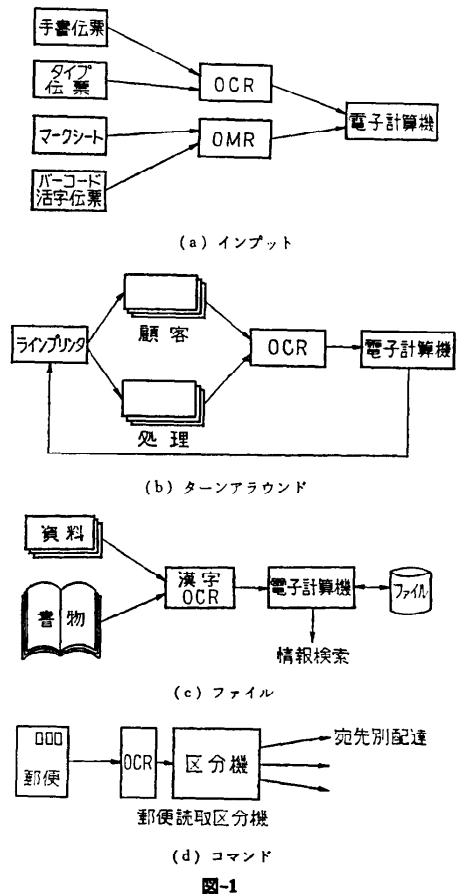 手書伝票
タイプ
伝票
OCR
電子計算機
マークシート
OMR
バーコード
活字伝票
(a) インプット
顧客
ラインプリンタ
OCR
電子計算機
処理
(b) ターンアラウンド
資料
漢字
OCR
電子計算機
ファイル
書物
情報検索
(c) ファイル
宛先別配達
郵便
OCR
区分機
郵便読取区分機
(d) コマンド
図-1